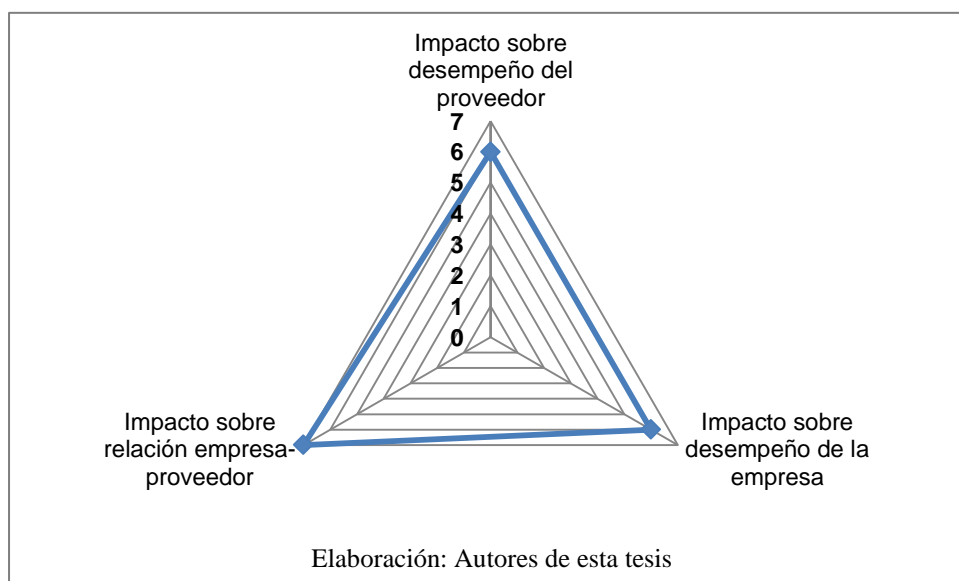 Impacto sobre
desempeño del
proveedor
7
6
5
4
3
2
1
0
Impacto sobre
relación empresa-
proveedor
Impacto sobre
desempeño de la
empresa
Elaboración: Autores de esta tesis